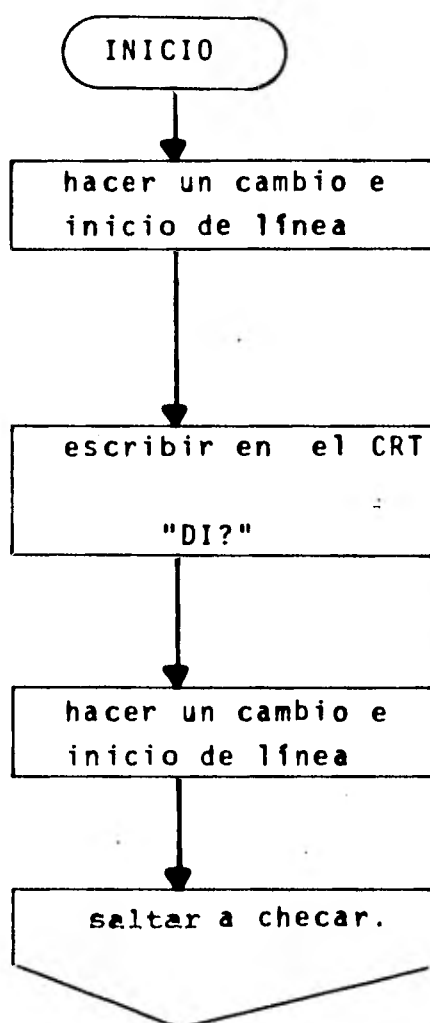 INICIO
hacer un cambio e
inicio de línea
escribir en el CRT
"DI?"
hacer un cambio e
inicio de línea
saltar a checar.